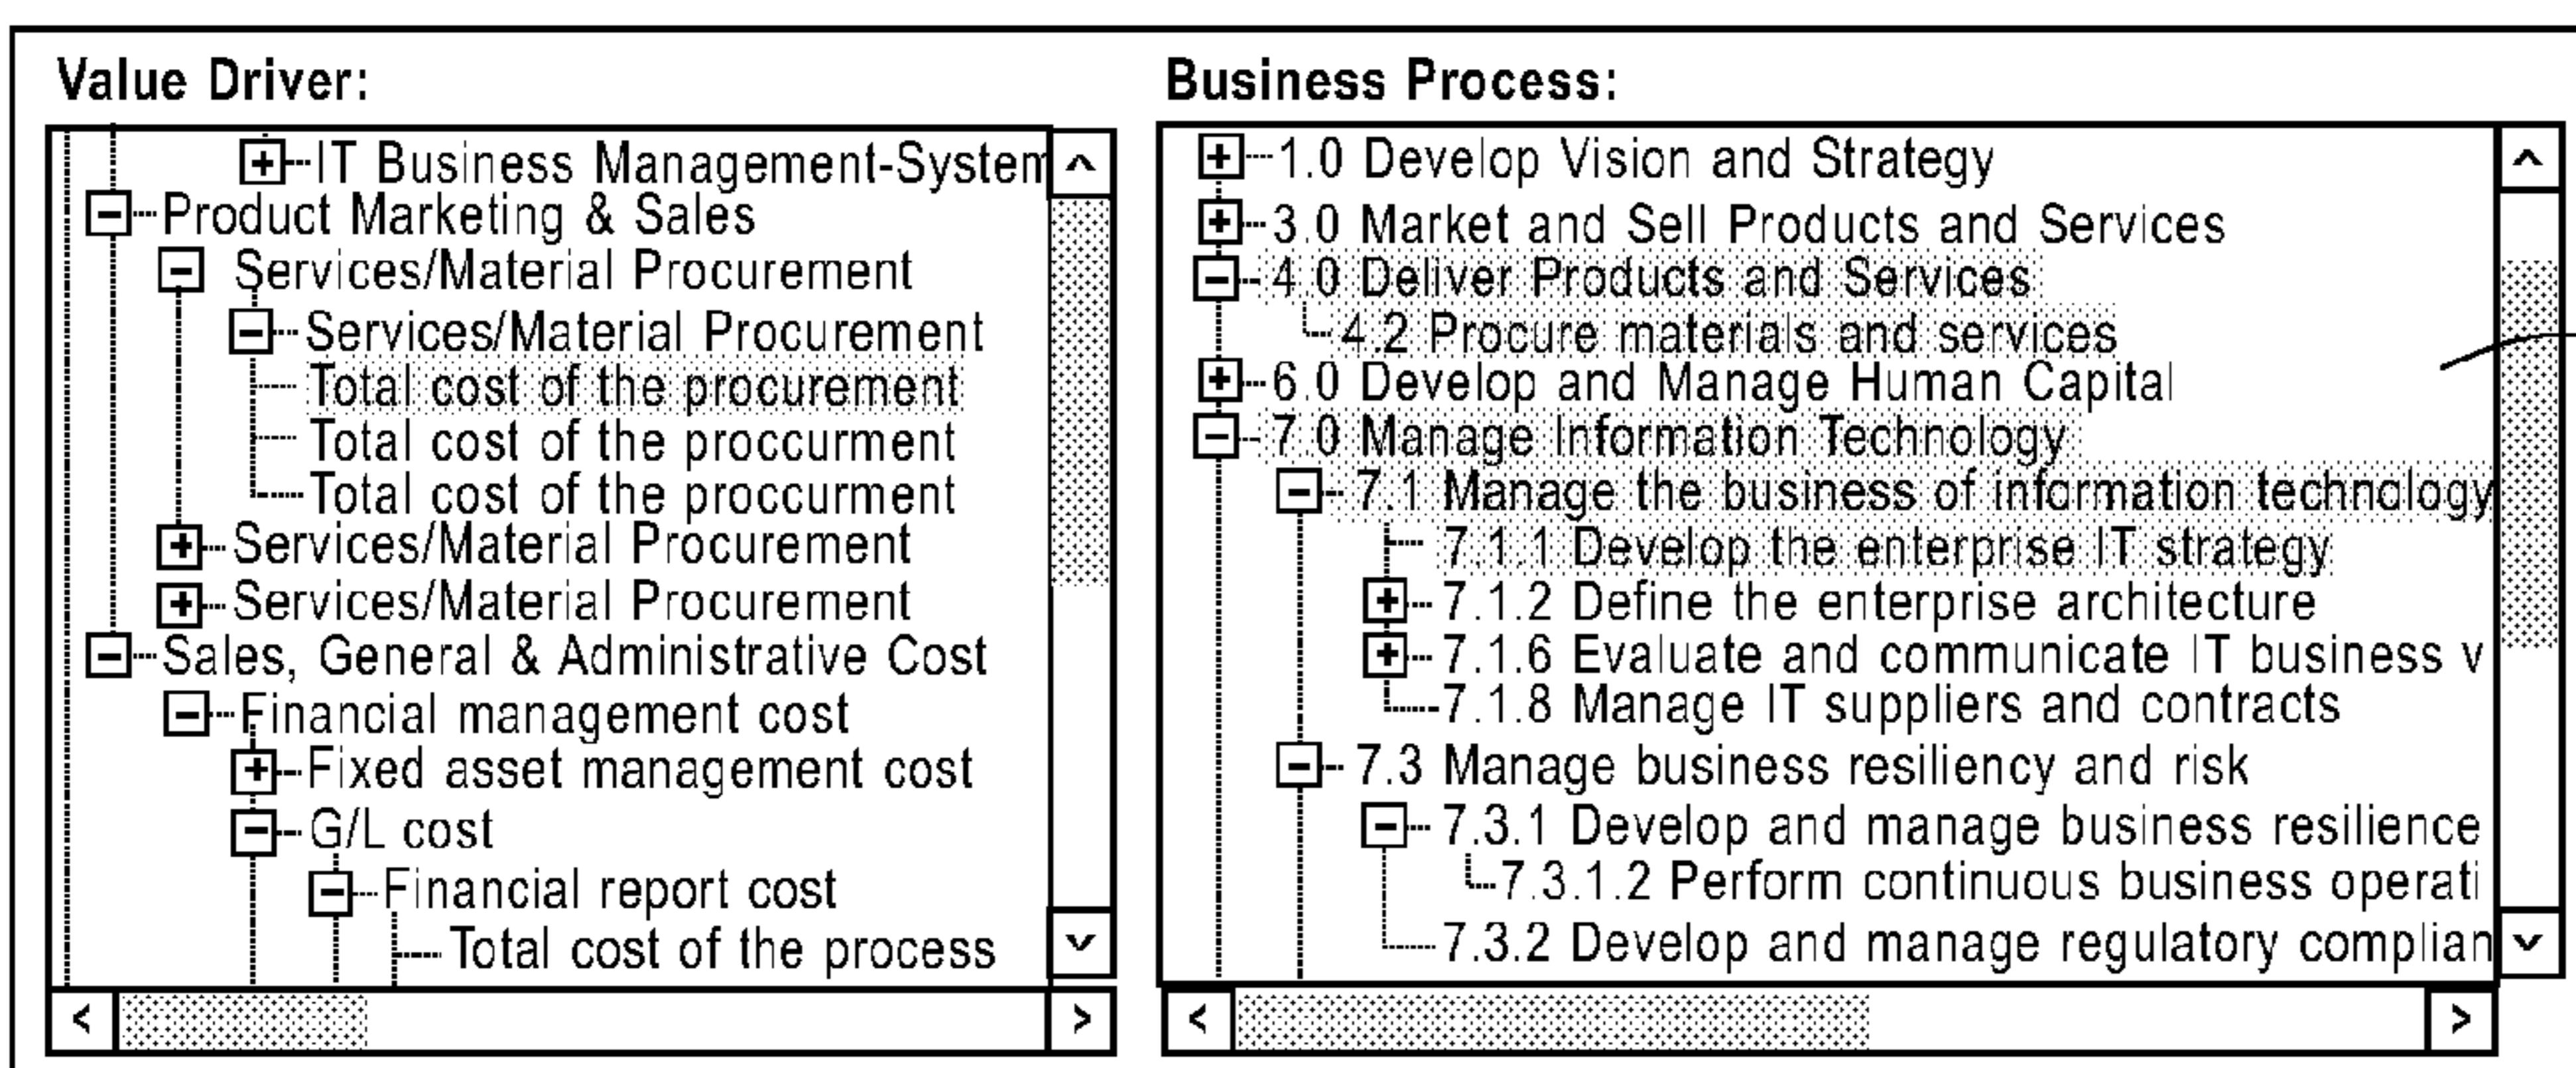 Value Driver:
IT Business Management-System
Product Marketing & Sales
Services/Material Procurement
Services/Material Procurement
Total cost of the procurement
Total cost of the proccurment
Total cost of the proccurment
Services/Material Procurement
Services/Material Procurement
Sales, General & Administrative Cost
Financial management cost
Fixed asset management cost
G/L cost
Financial report cost
Total cost of the process
Business Process:
1.0 Develop Vision and Strategy
3.0 Market and Sell Products and Services
4.0 Deliver Products and Services
4.2 Procure materials and services
6.0 Develop and Manage Human Capital
7.0 Manage Information Technology
7.1 Manage the business of information technology
7.1.1 Develop the enterprise IT strategy
7.1.2 Define the enterprise architecture
7.1.6 Evaluate and communicate IT business v
7.1.8 Manage IT suppliers and contracts
7.3 Manage business resiliency and risk
7.3.1 Develop and manage business resilience
7.3.1.2 Perform continuous business operati
7.3.2 Develop and manage regulatory complian